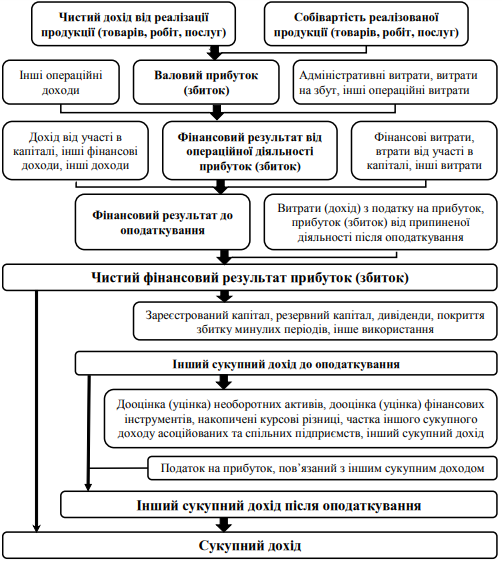 Чистий дохід від реалізації
продукції (товарів, робіт, послуг)
Собівартість реалізованої
продукції (товарів, робіт, послуг)
Інші операційні
доходи
Валовий прибуток
(збиток)
Адміністративні витрати, витрати
на збут, інші операційні витрати
Дохід від участі в
капіталі, інші фінансові
доходи, інші доходи
Фінансовий результат від
операційної діяльності
прибуток (збиток)
Фінансові витрати,
втрати від участі в
капіталі, інші витрати
Фінансовий результат до
оподаткування
Витрати (дохід) з податку на прибуток,
прибуток (збиток) від припиненої
діяльності після оподаткування
Чистий фінансовий результат прибуток (збиток)
Зареєстрований капітал, резервний капітал, дивіденди, покриття
збитку минулих періодів, інше використання
Інший сукупний дохід до оподаткування
Дооцінка (уцінка) необоротних активів, дооцінка (уцінка) фінансових
інструментів, накопичені курсові різниці, частка іншого сукупного
доходу асоційованих та спільних підприємств, інший сукупний дохід
Податок на прибуток, пов’язаний з іншим сукупним доходом
Інший сукупний дохід після оподаткування
Сукупний дохід